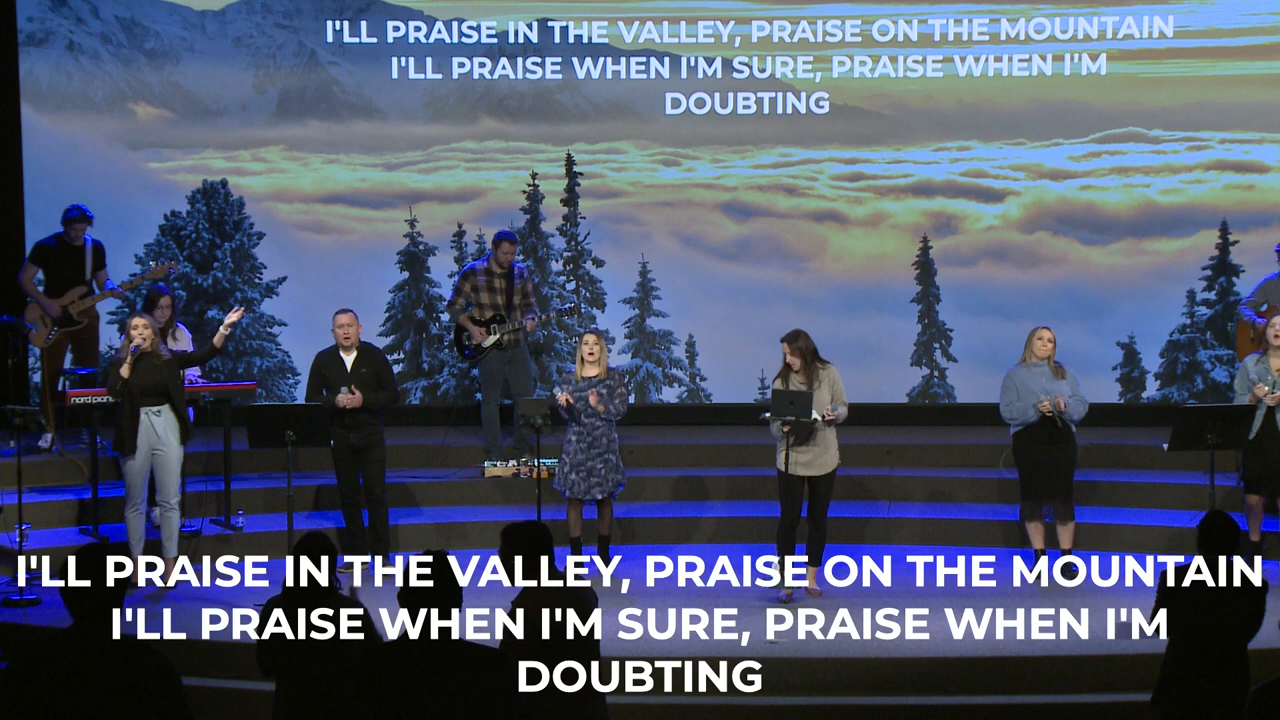 I'LL PRAISE IN THE VALLEY, PRAISE ON THE MOUNTAIN
I'LL PRAISE WHEN I'M SURE, PRAISE WHEN I'M
DOUBTING
nord piano
I'LL PRAISE IN THE VALLEY, PRAISE ON THE MOUNTAIN
I'LL PRAISE WHEN I'M SURE, PRAISE WHEN I'M
DOUBTING